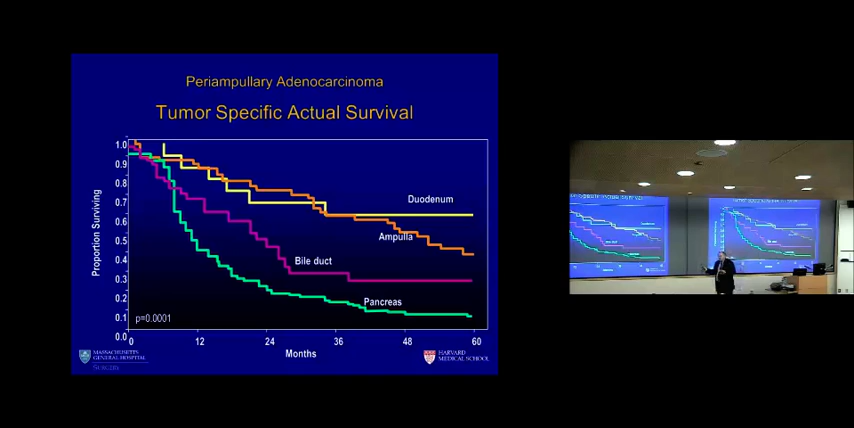 Periampullary Adenocarcinoma
Tumor Specific Actual Survival
Proportion Surviving
1.0
0.9
0.8
0.7
0.6
0.5
0.4
0.3
0.2
0.1
0.0
Duodenum
Ampulla
Bile duct
Pancreas
p=0.0001
0 12 24 36 48 60
Months
MASSACHUSETTS
GENERAL HOSPITAL
SURGERY
HARVARD
MEDICAL SCHOOL